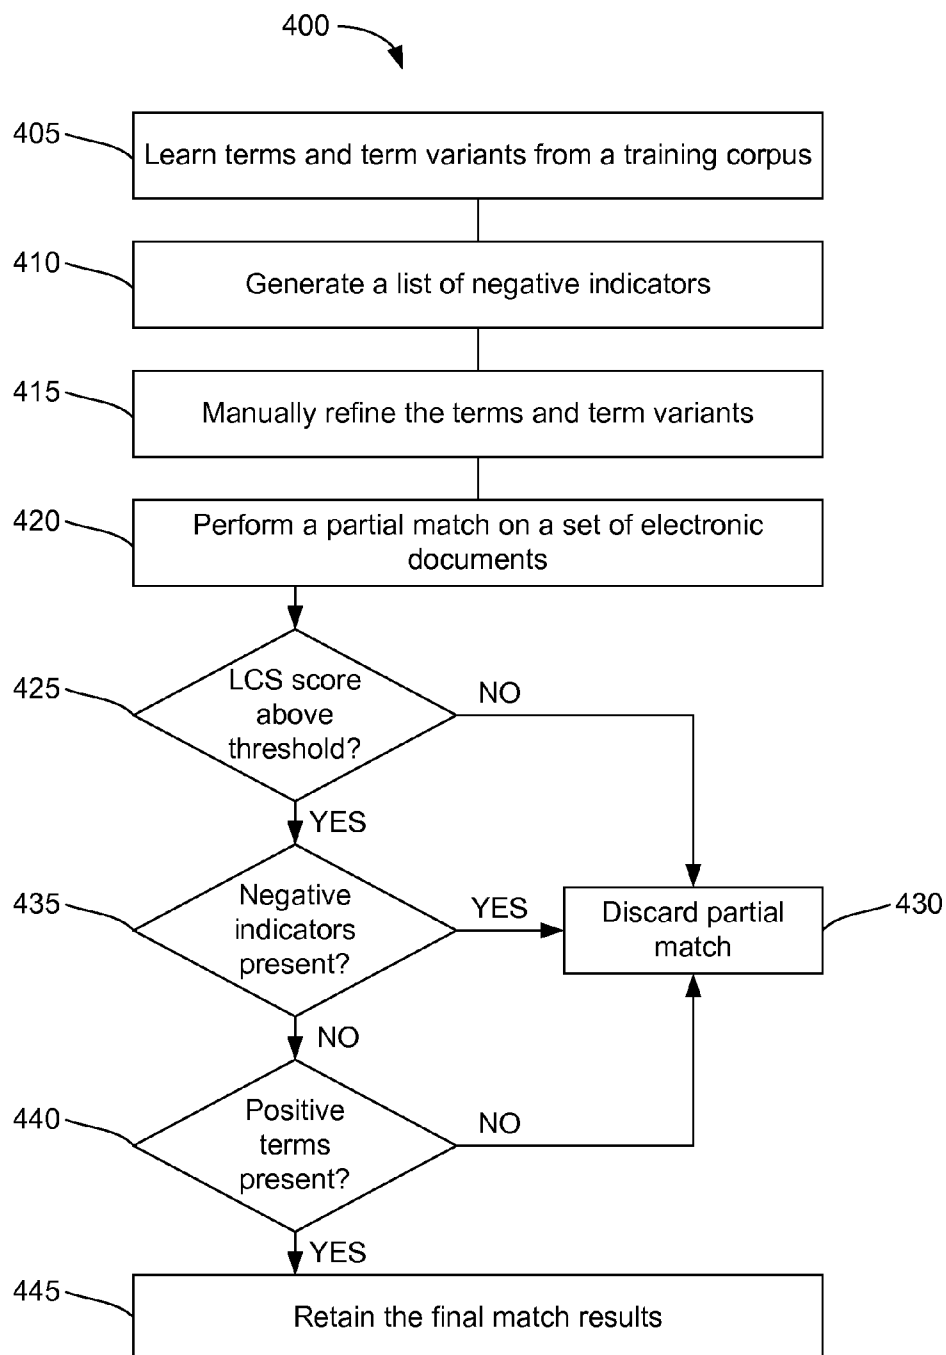 400
405
Learn terms and term variants from a training corpus
410
Generate a list of negative indicators
415
Manually refine the terms and term variants
420
Perform a partial match on a set of electronic
documents
425
LCS score
above
threshold?
NO
YES
435
Negative
indicators
present?
YES
Discard partial
match
430
NO
440
Positive
terms
present?
NO
YES
445
Retain the final match results